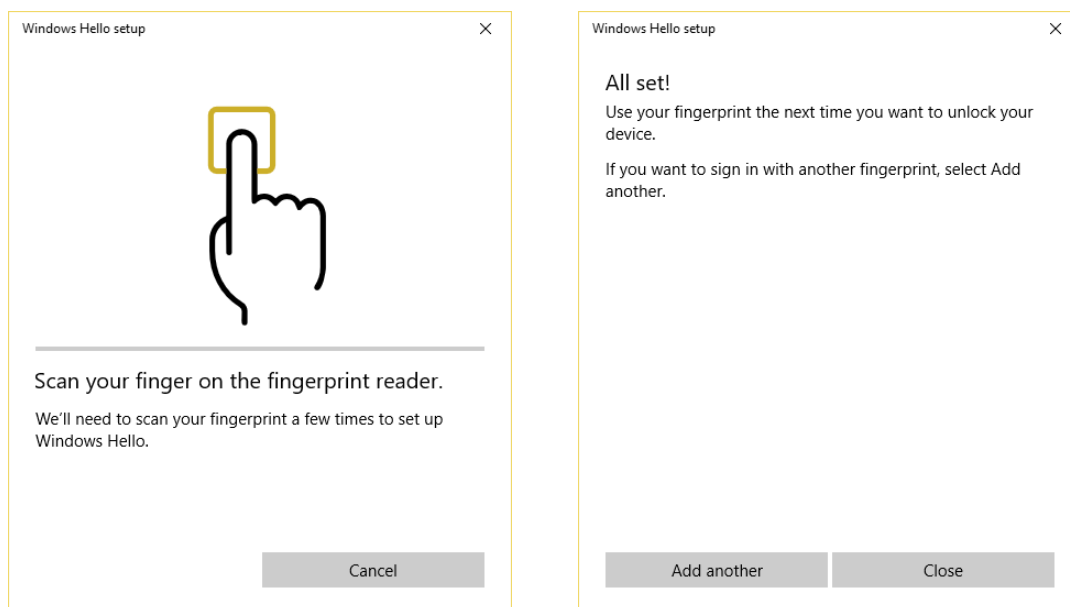 Windows Hello setup
Scan your finger on the fingerprint reader.
We’ll need to scan your fingerprint a few times to set up
Windows Hello.
Cancel
Windows Hello setup
All set!
Use your fingerprint the next time you want to unlock your
device.
If you want to sign in with another fingerprint, select Add
another.
Add another
Close